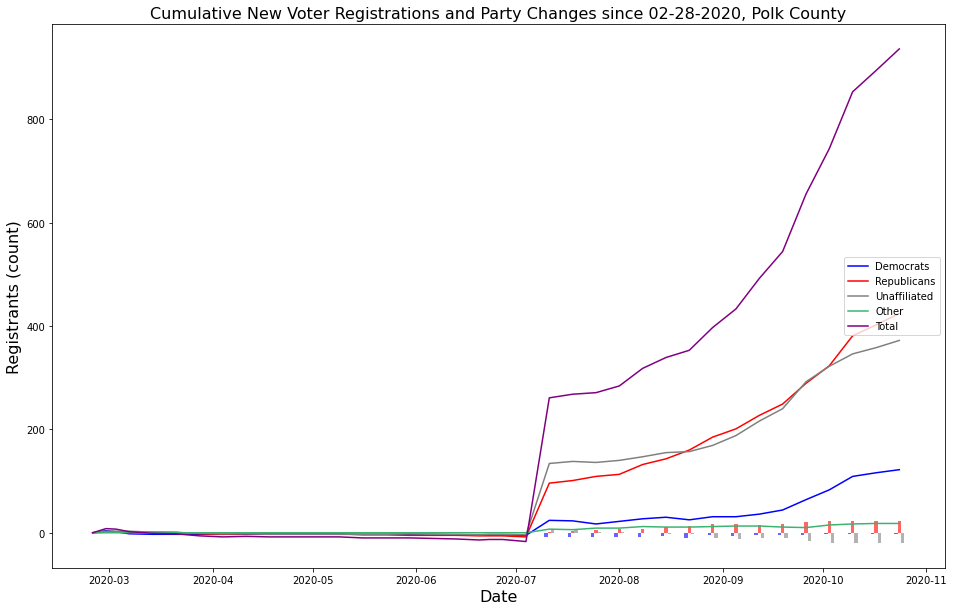 Cumulative New Voter Registrations and Party Changes since 02-28-2020, Polk County
Registrants (count)
800
600
400
200
0
Democrats
Republicans
Unaffiliated
Other
Total
2020-03 2020-04 2020-05 2020-06 2020-07 2020-08 2020-09 2020-10 2020-11
Date